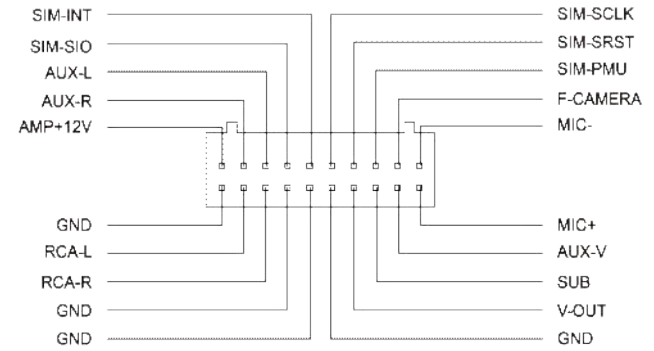 SIM-INT
SIM-SIO
AUX-L
AUX-R
AMP+12V
SIM-SCLK
SIM-SRST
SIM-PMU
F-CAMERA
MIC-
GND
RCA-L
RCA-R
GND
GND
MIC+
AUX-V
SUB
V-OUT
GND